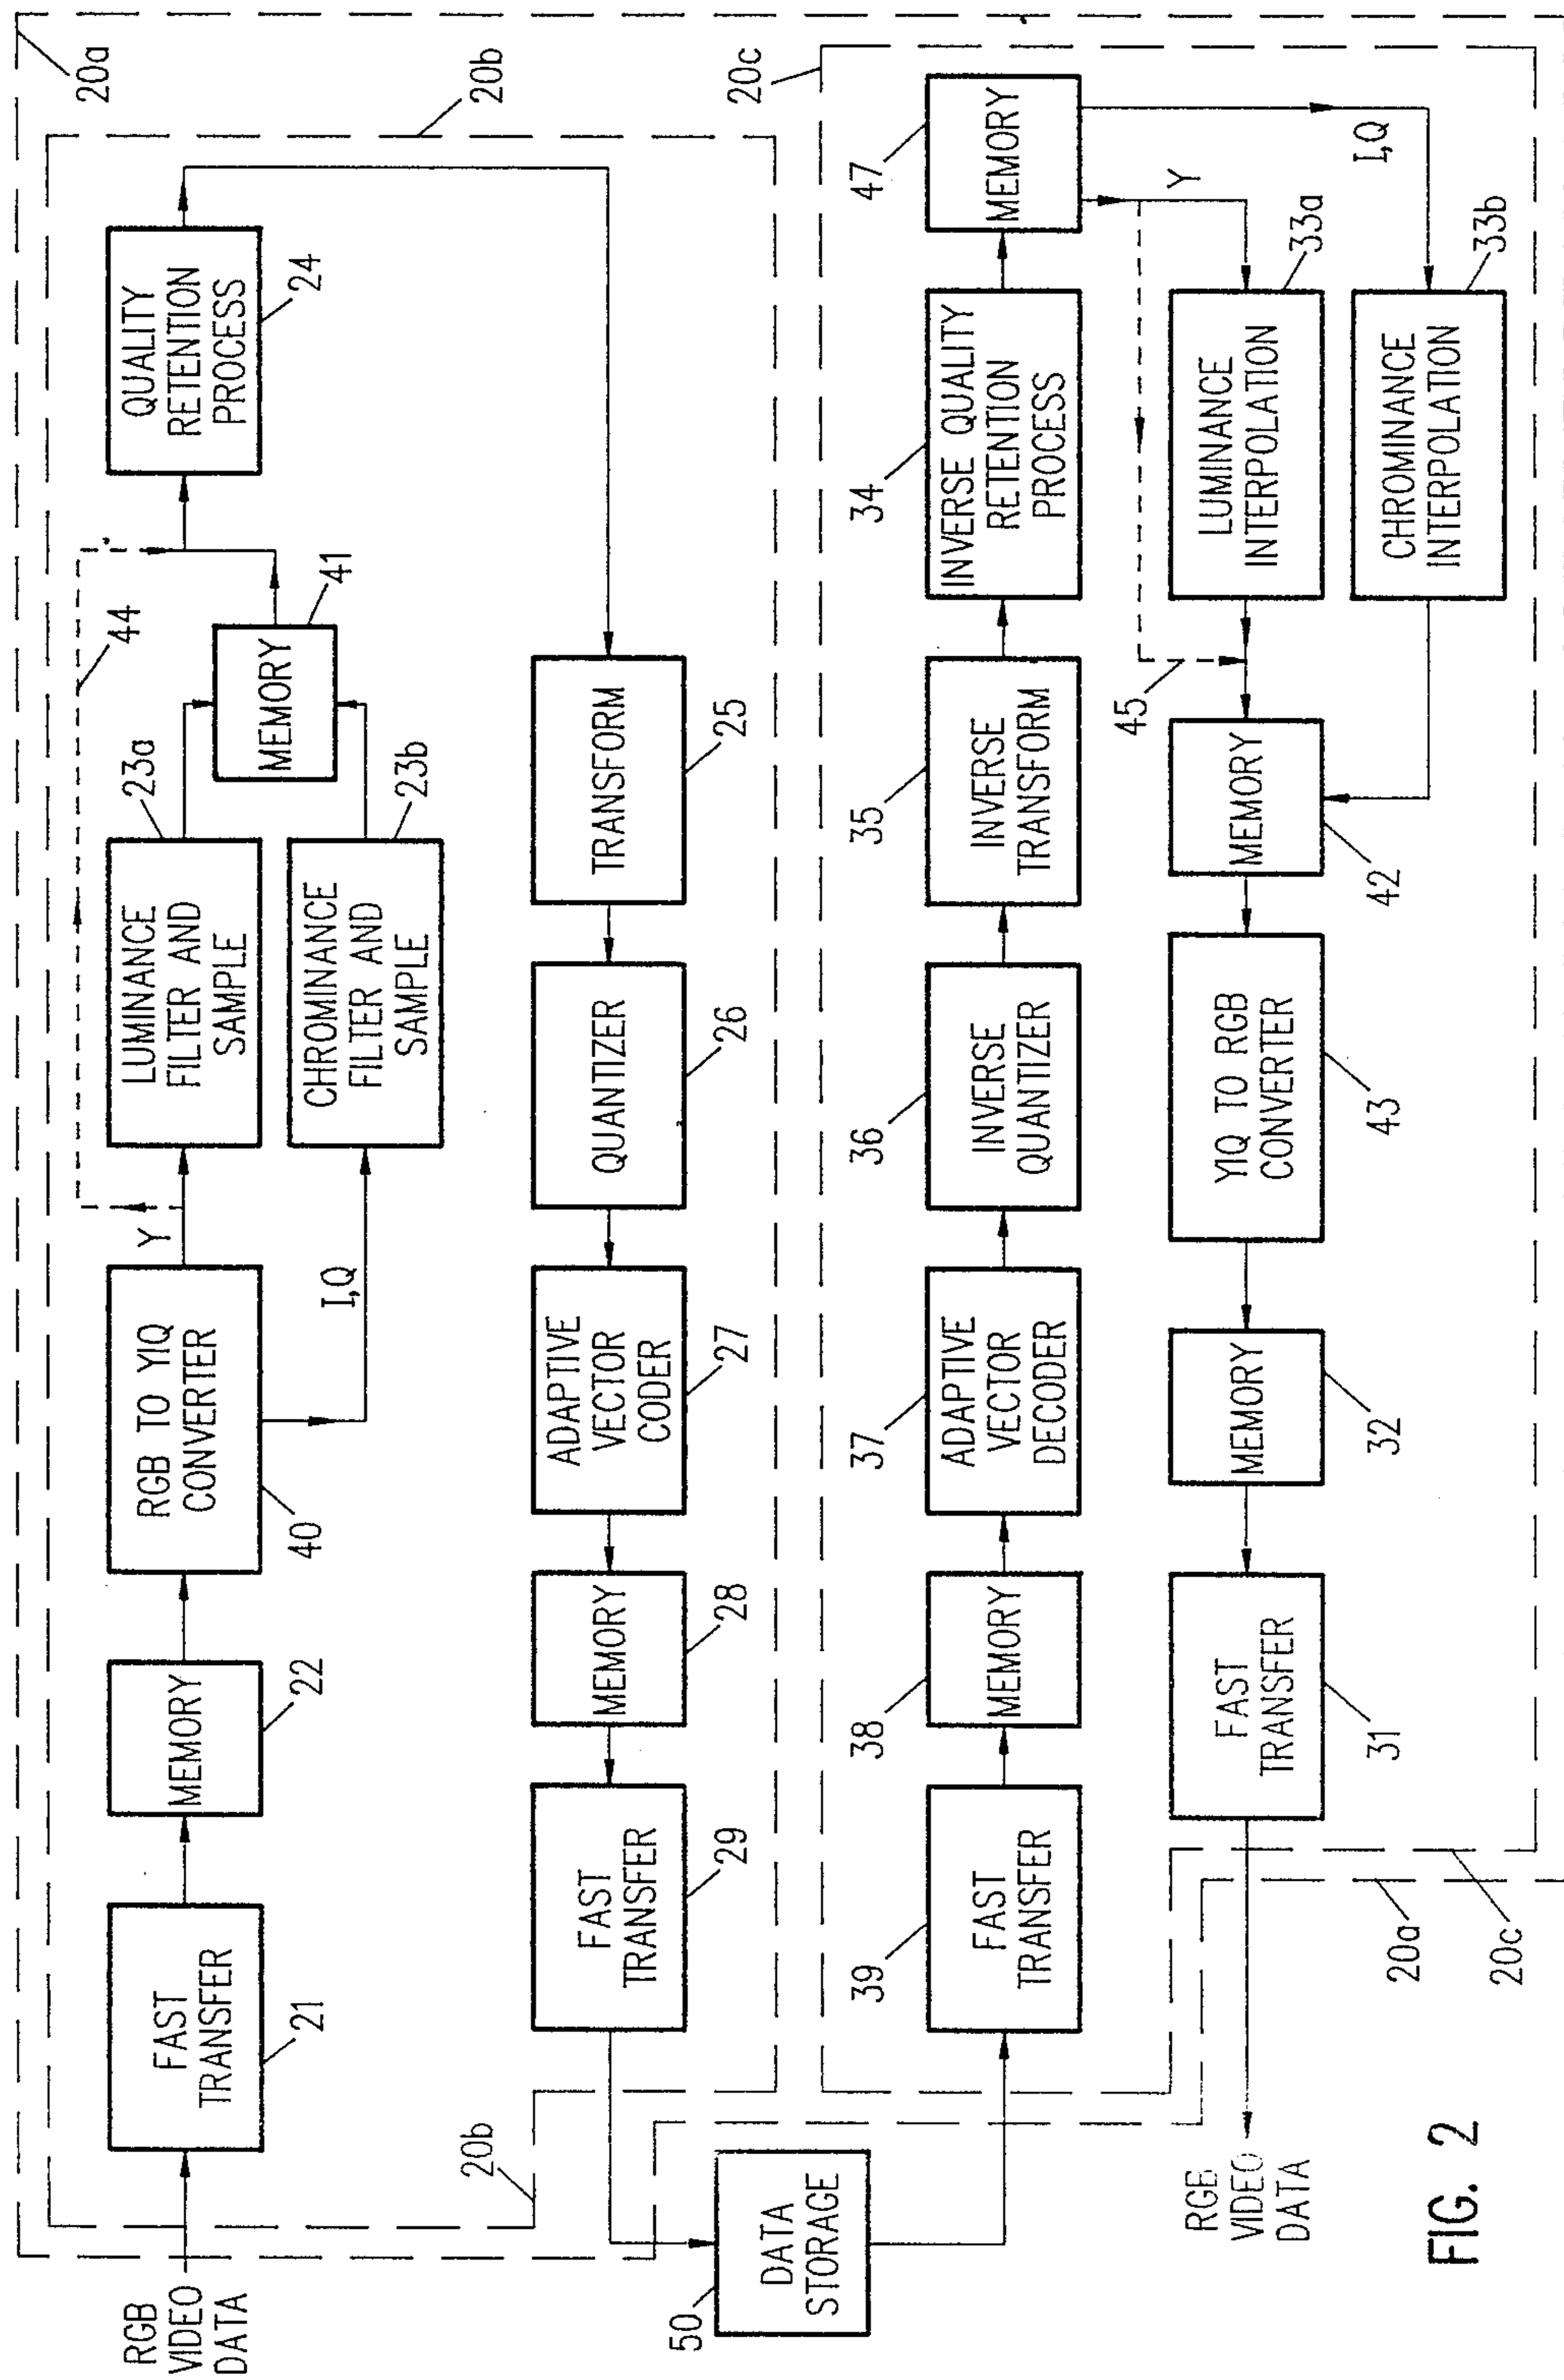 20a
20b
RGB
VIDEO
DATA
FAST
TRANSFER
21
MEMORY
22
RGB TO YIQ
CONVERTER
40
Y
I,Q
44
LUMINANCE
FILTER AND
SAMPLE
23a
CHROMINANCE
FILTER AND
SAMPLE
23b
MEMORY
41
QUALITY
RETENTION
PROCESS
24
TRANSFORM
25
QUANTIZER
26
ADAPTIVE
VECTOR
CODER
27
MEMORY
28
FAST
TRANSFER
29
20b
50
DATA
STORAGE
20c
39
FAST
TRANSFER
38
MEMORY
37
ADAPTIVE
VECTOR
DECODER
36
INVERSE
QUANTIZER
35
INVERSE
TRANSFORM
34
INVERSE QUALITY
RETENTION
PROCESS
47
MEMORY
Y
I,Q
LUMINANCE
INTERPOLATION
33a
CHROMINANCE
INTERPOLATION
33b
45
MEMORY
42
YIQ TO RGB
CONVERTER
43
MEMORY
32
FAST
TRANSFER
31
RGB
VIDEO
DATA
20a
20c
FIG. 2